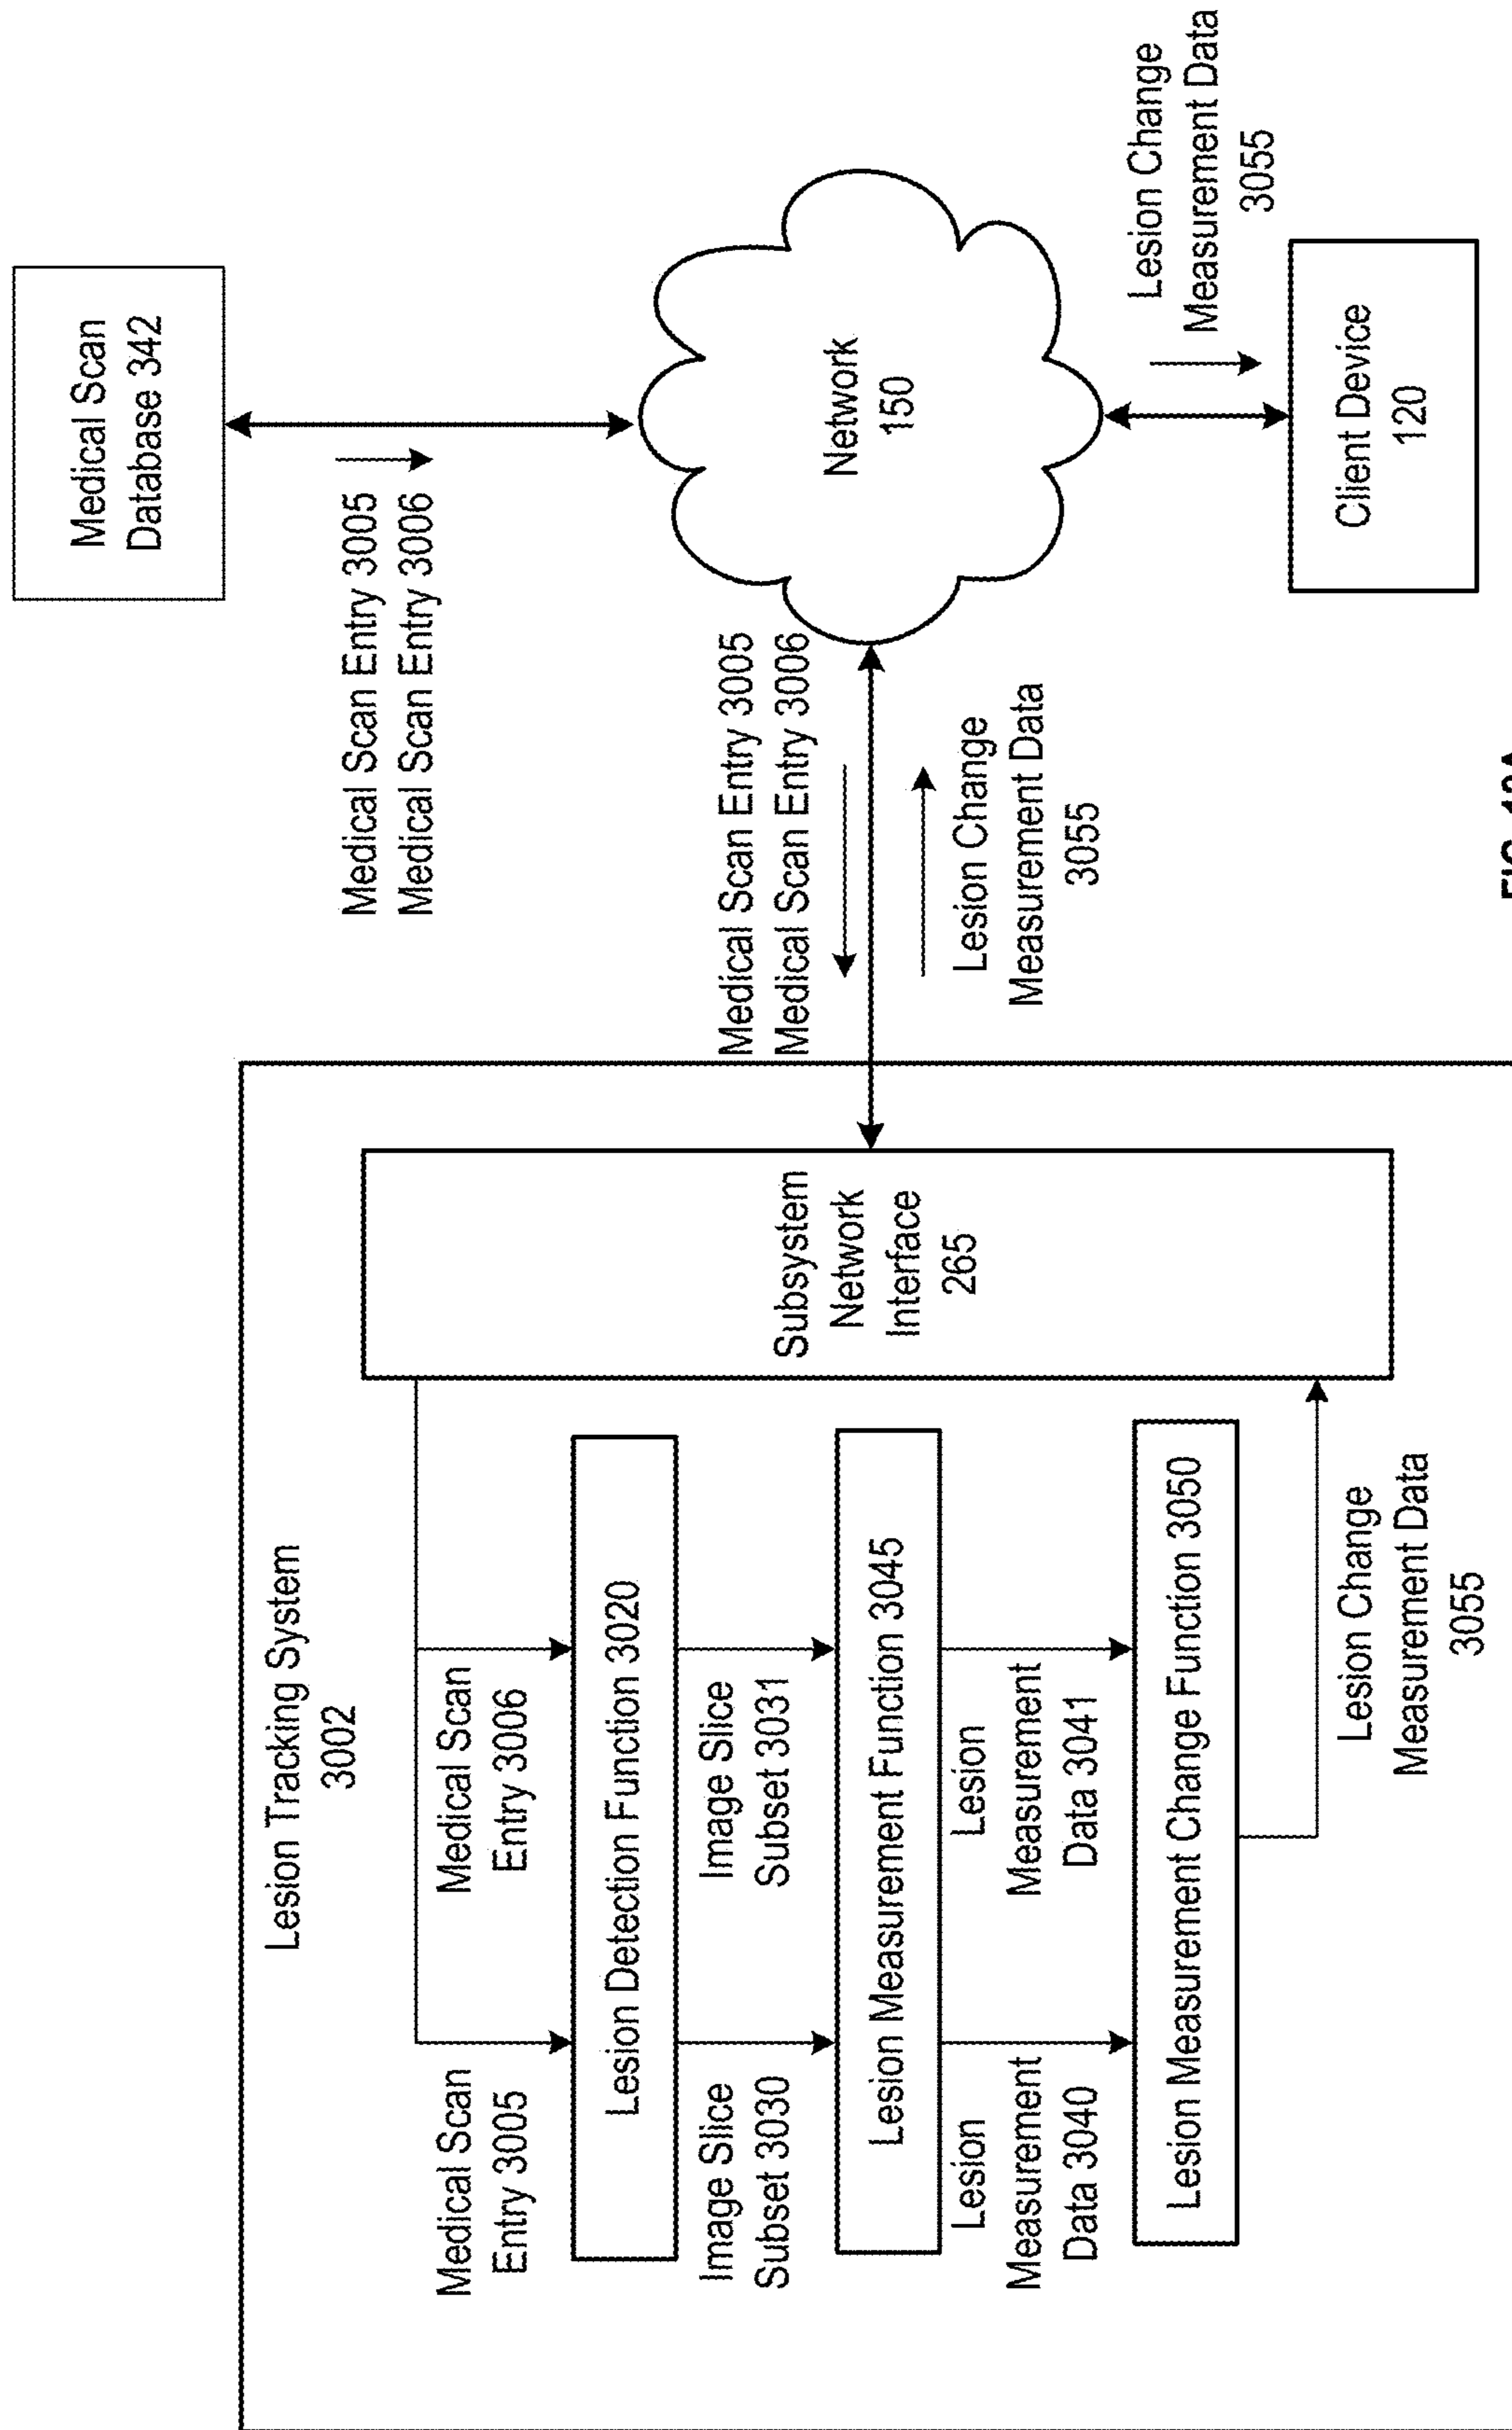 Lesion Tracking System
3002
Medical Scan
Entry 3005
Medical Scan
Entry 3006
Lesion Detection Function 3020
Image Slice
Subset 3030
Image Slice
Subset 3031
Lesion Measurement Function 3045
Lesion
Measurement
Data 3040
Lesion
Measurement
Data 3041
Lesion Measurement Change Function 3050
Lesion Change
Measurement Data
3055
Subsystem
Network
Interface
265
Medical Scan Entry 3005
Medical Scan Entry 3006
Lesion Change
Measurement Data
3055
Medical Scan
Database 342
Medical Scan Entry 3005
Medical Scan Entry 3006
Network
150
Lesion Change
Measurement Data
3055
Client Device
120